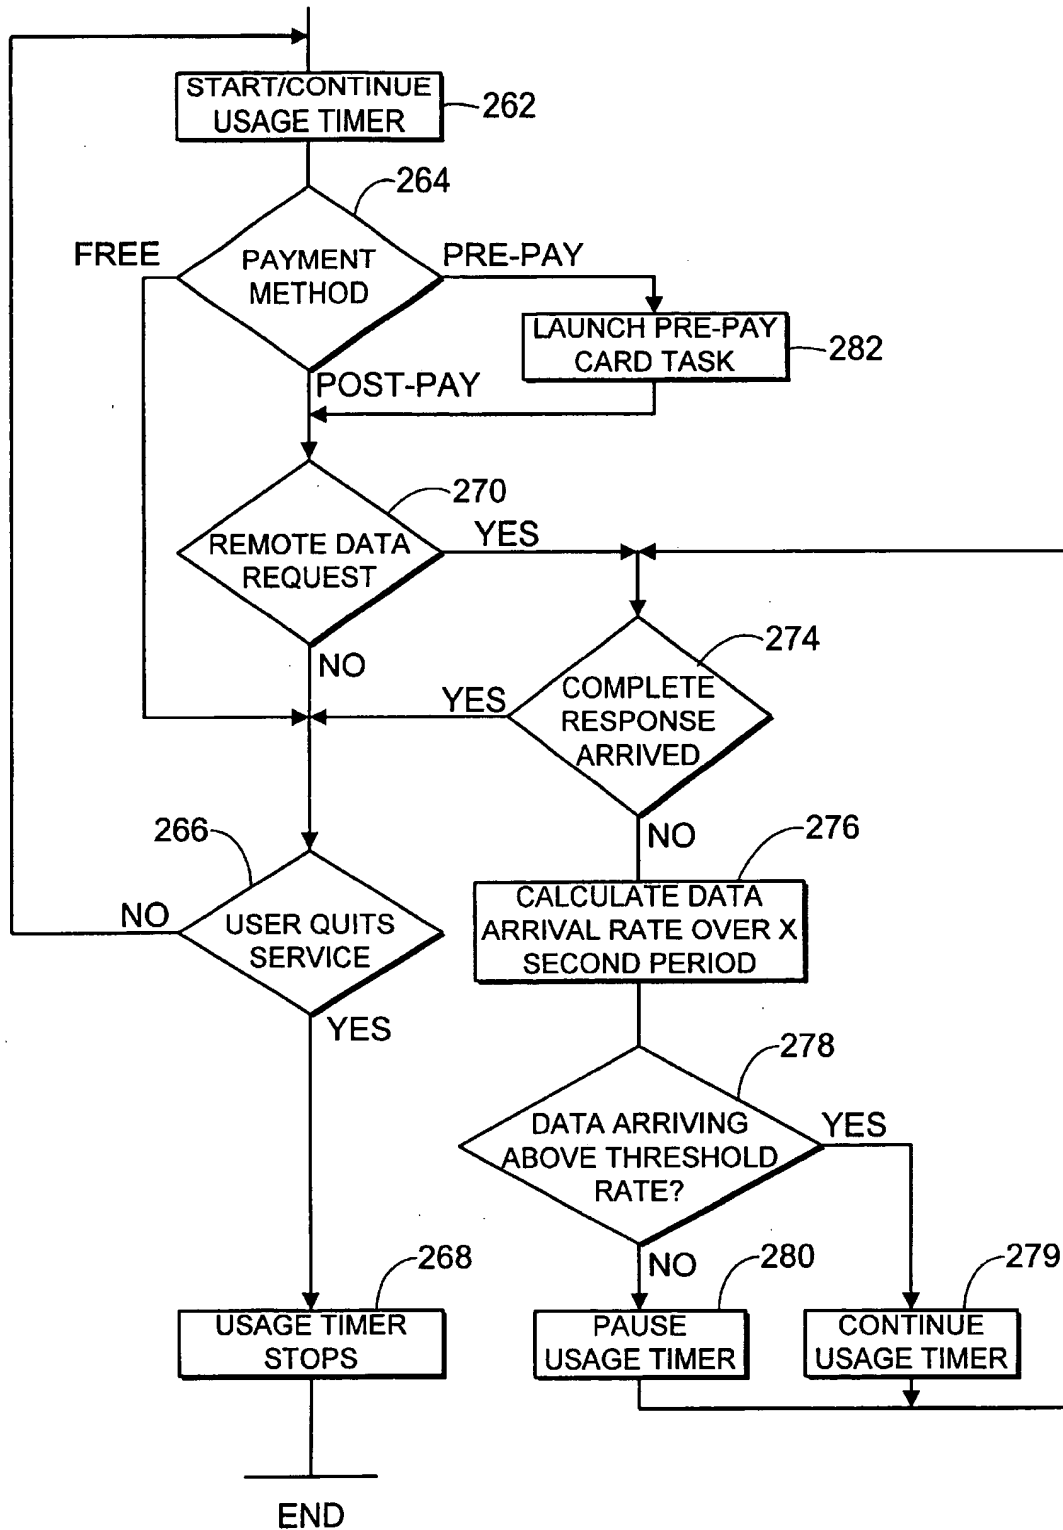 START/CONTINUE
USAGE TIMER
262
264
FREE
PAYMENT
METHOD
PRE-PAY
LAUNCH PRE-PAY
CARD TASK
282
POST-PAY
270
REMOTE DATA
REQUEST
YES
NO
274
COMPLETE
RESPONSE
ARRIVED
YES
NO
266
USER QUITS
SERVICE
NO
YES
276
CALCULATE DATA
ARRIVAL RATE OVER X
SECOND PERIOD
278
DATA ARRIVING
ABOVE THRESHOLD
RATE?
YES
NO
268
USAGE TIMER
STOPS
280
PAUSE
USAGE TIMER
279
CONTINUE
USAGE TIMER
END